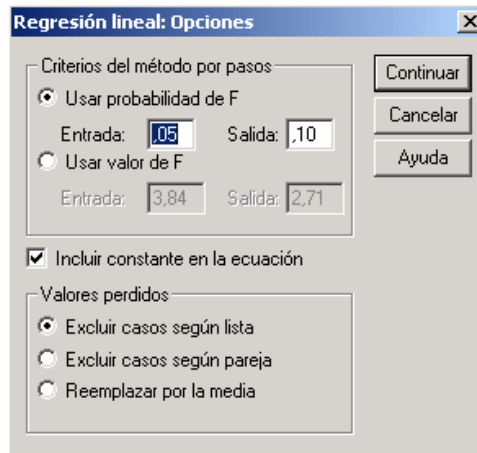 Regresión lineal: Opciones
Criterios del método por pasos
Usar probabilidad de F
Entrada: ,05 Salida: ,10
Usar valor de F
Entrada: 3,84 Salida: 2,71
Incluir constante en la ecuación
Valores perdidos
Excluir casos según lista
Excluir casos según pareja
Reemplazar por la media
Continuar
Cancelar
Ayuda